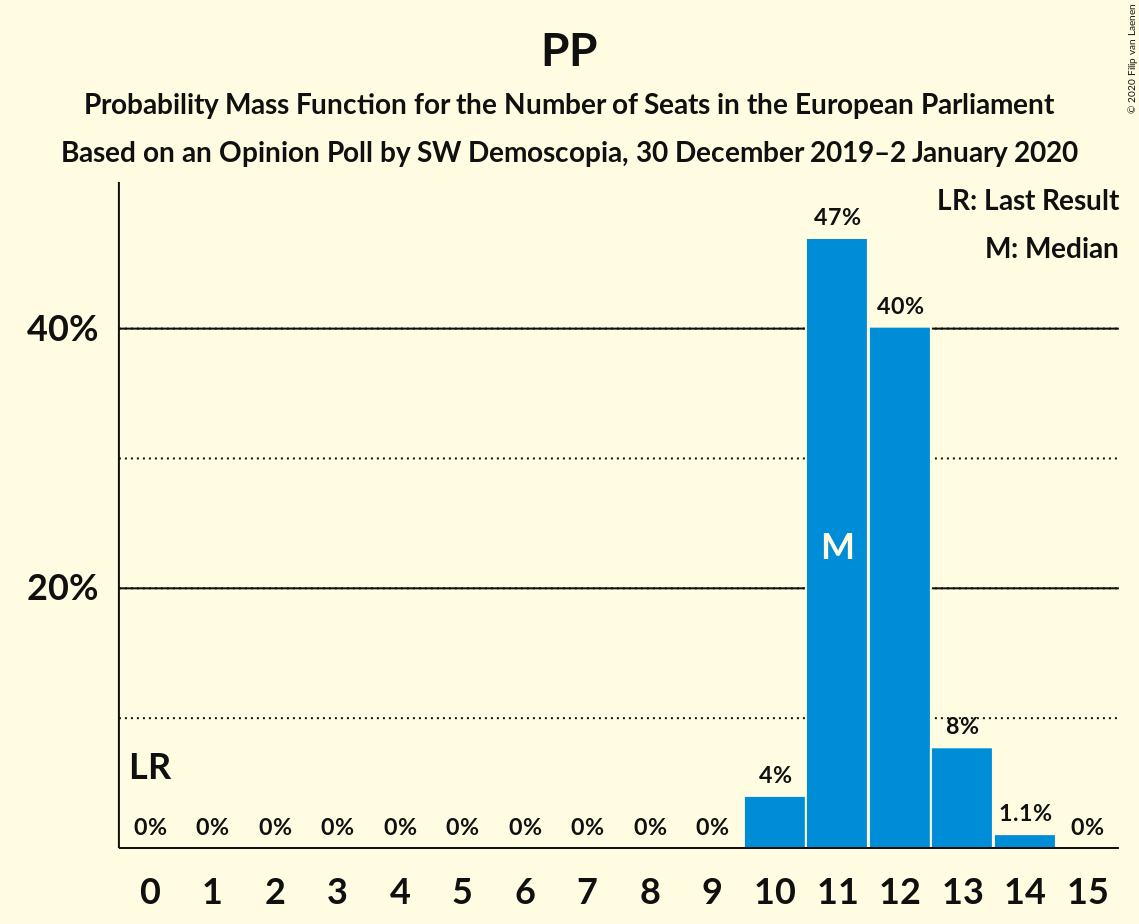 PP
Probability Mass Function for the Number of Seats in the European Parliament
Based on an Opinion Poll by SW Demoscopia, 30 December 2019–2 January 2020
© 2020 Filip van Laenen
LR: Last Result
M: Median
47%
40%
40%
M
20%
8%
LR
4%
1.1%
0% 0% 0% 0% 0% 0% 0% 0% 0% 0% 0%
0 1 2 3 4 5 6 7 8 9 10 11 12 13 14 15